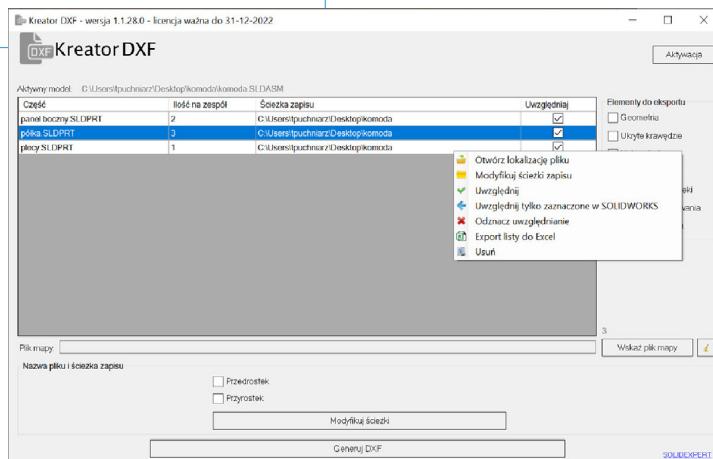 Kreator DXF - wersja 1.1.28.0 - licencja ważna do 31-12-2022
DXF Kreator DXF
Aktywacja
Aktywny model: C:\Users\tpuchniarz\Desktop\komoda\komoda.SLDASM
Część Ilość na zespół Ścieżka zapisu Uwzględniaj
panel boczny.SLDPRT 2 C:\Users\tpuchniarz\Desktop\komoda
półka.SLDPRT 3 C:\Users\tpuchniarz\Desktop\komoda
plecy.SLDPRT 1 C:\Users\tpuchniarz\Desktop\komoda
Elementy do eksportu
Geometria
Ukryte krawędzie
Otwórz lokalizację pliku
Modyfikuj ścieżki zapisu
Uwzględnij
Uwzględnij tylko zaznaczone w SOLIDWORKS
Odznacz uwzględnianie
Export listy do Excel
Usuń
3
Plik mapy:
Wskaż plik mapy
i
Nazwa pliku i ścieżka zapisu
Przedrostek
Przyrostek
Modyfikuj ścieżki
Generuj DXF
SOLIDEXPERT